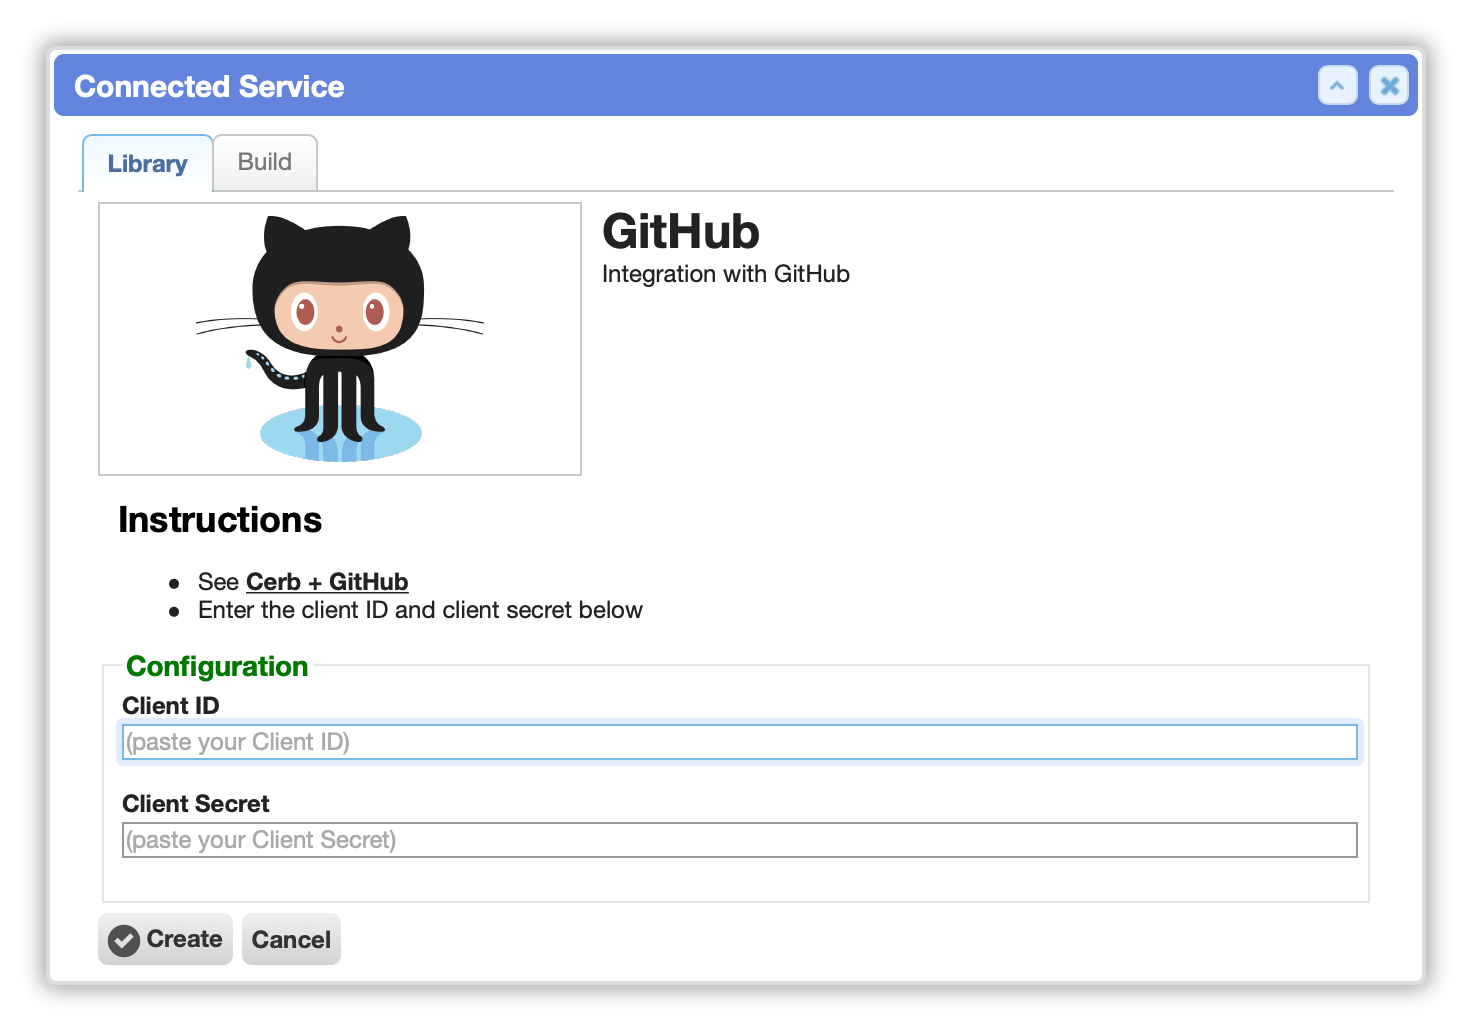 Connected Service
Library
Build
GitHub
Integration with GitHub
Instructions
See Cerb + GitHub
Enter the client ID and client secret below
Configuration
Client ID
(paste your Client ID)
Client Secret
(paste your Client Secret)
Create
Cancel